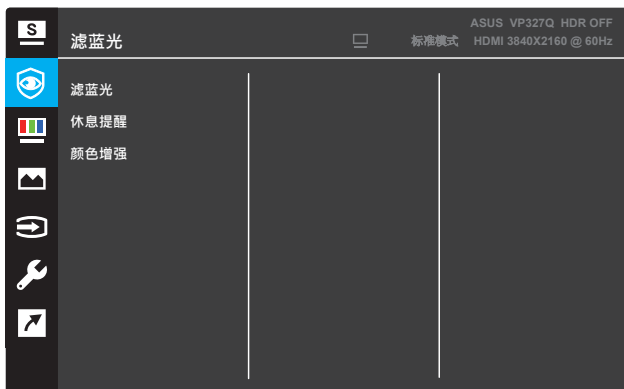 S
ASUS VP327Q HDR OFF
滤蓝光
标准模式 HDMI 3840X2160 @ 60Hz
滤蓝光
休息提醒
颜色增强